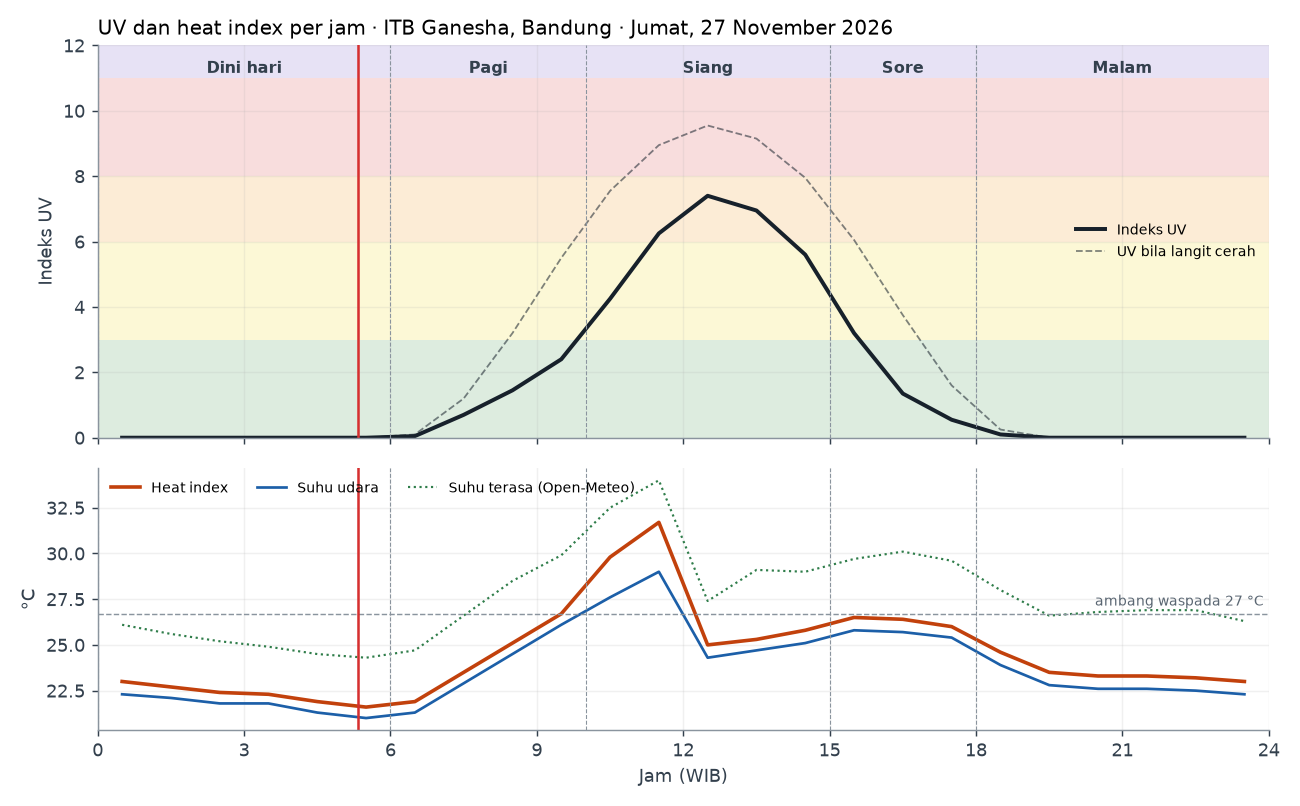 UV dan heat index per jam · ITB Ganesha, Bandung · Jumat, 27 November 2026
12
10
8
6
4
2
0
Indeks UV
Dini hari
Pagi
Siang
Sore
Malam
Indeks UV
UV bila langit cerah
Heat index
Suhu udara
Suhu terasa (Open-Meteo)
32.5
30.0
27.5
25.0
22.5
°C
ambang waspada 27 °C
0 3 6 9 12 15 18 21 24
Jam (WIB)